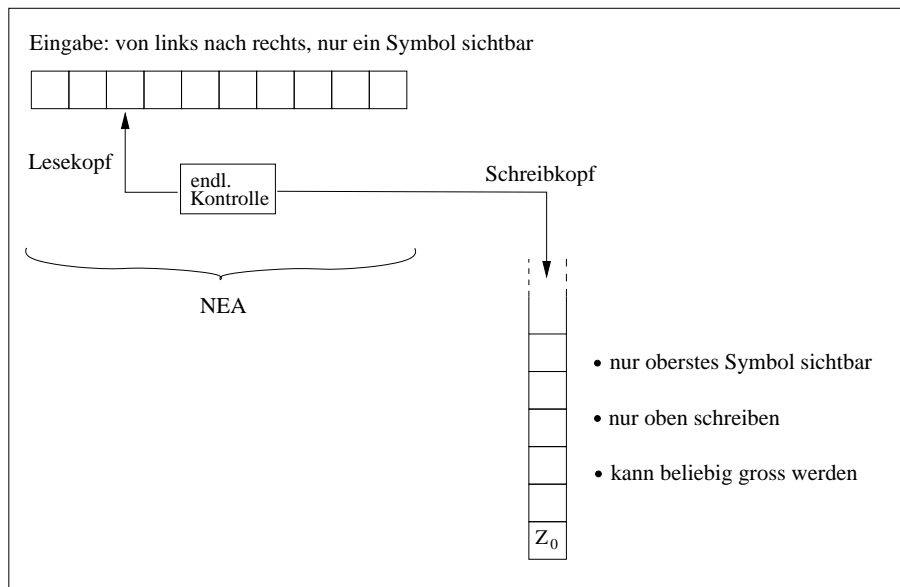 Eingabe: von links nach rechts, nur ein Symbol sichtbar
Lesekopf
endl.
Kontrolle
Schreibkopf
NEA
• nur oberstes Symbol sichtbar
• nur oben schreiben
• kann beliebig gross werden
Z₀